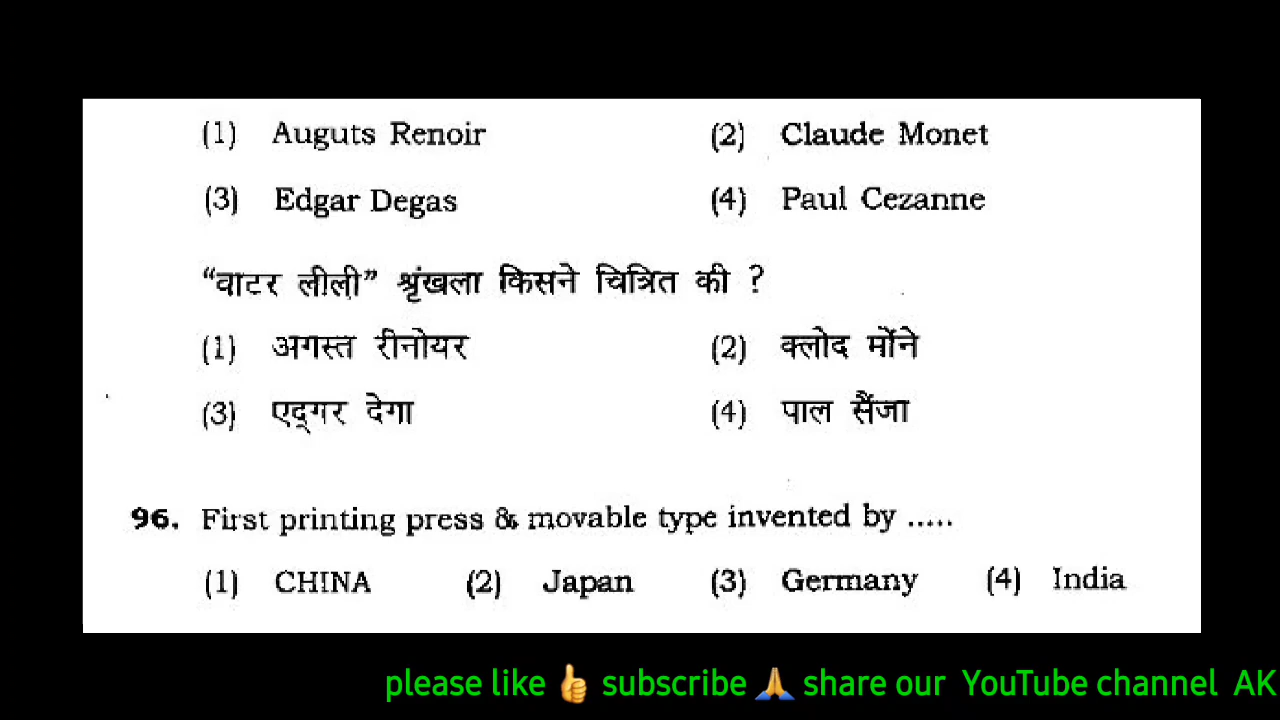 (1) Auguts Renoir (2) Claude Monet
(3) Edgar Degas (4) Paul Cezanne
“वाटर लीली” श्रृंखला किसने चित्रित की ?
(1) अगस्त रीनोयर (2) क्लोद मोंने
(3) एद्गर देगा (4) पाल सैंजा
96. First printing press & movable type invented by .....
(1) CHINA (2) Japan (3) Germany (4) India
please like 👍 subscribe 🙏 share our YouTube channel AK